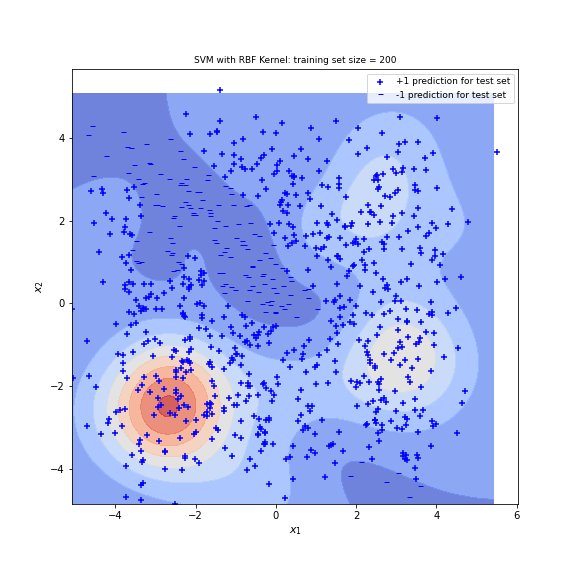 SVM with RBF Kernel: training set size = 200
+1 prediction for test set
-1 prediction for test set
4
2
0
−2
−4
x2
−4
−2
0
2
4
6
x1